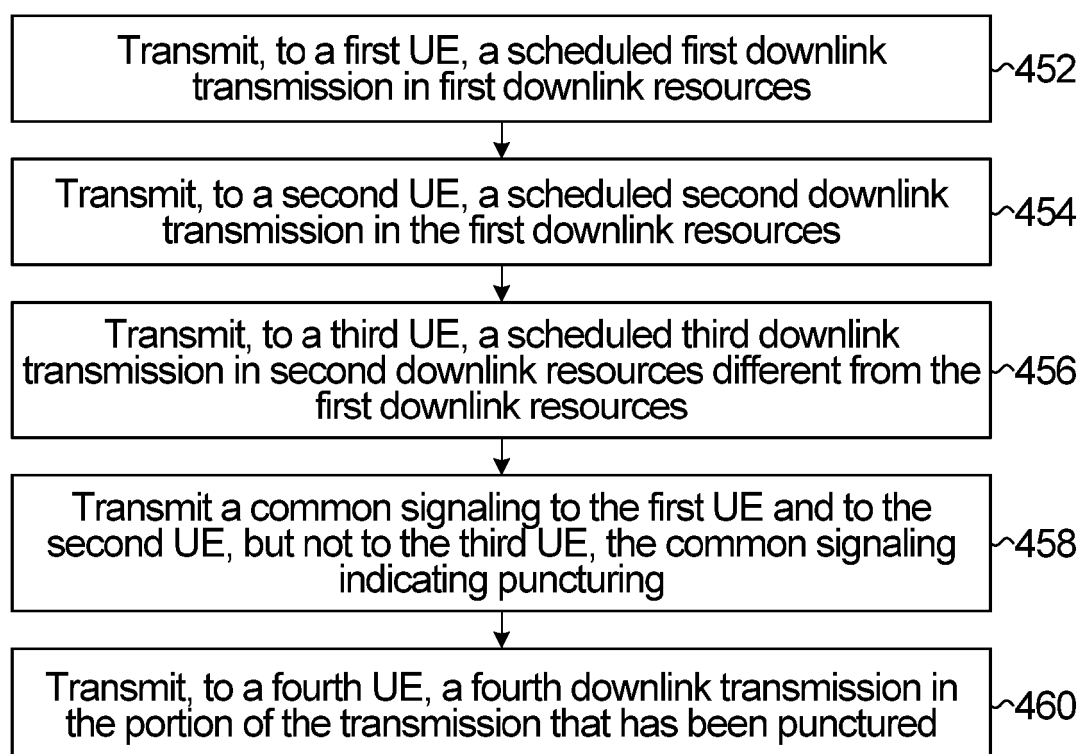 Transmit, to a first UE, a scheduled first downlink
transmission in first downlink resources
452
Transmit, to a second UE, a scheduled second downlink
transmission in the first downlink resources
454
Transmit, to a third UE, a scheduled third downlink
transmission in second downlink resources different from the
first downlink resources
456
Transmit a common signaling to the first UE and to the
second UE, but not to the third UE, the common signaling
indicating puncturing
458
Transmit, to a fourth UE, a fourth downlink transmission in
the portion of the transmission that has been punctured
460